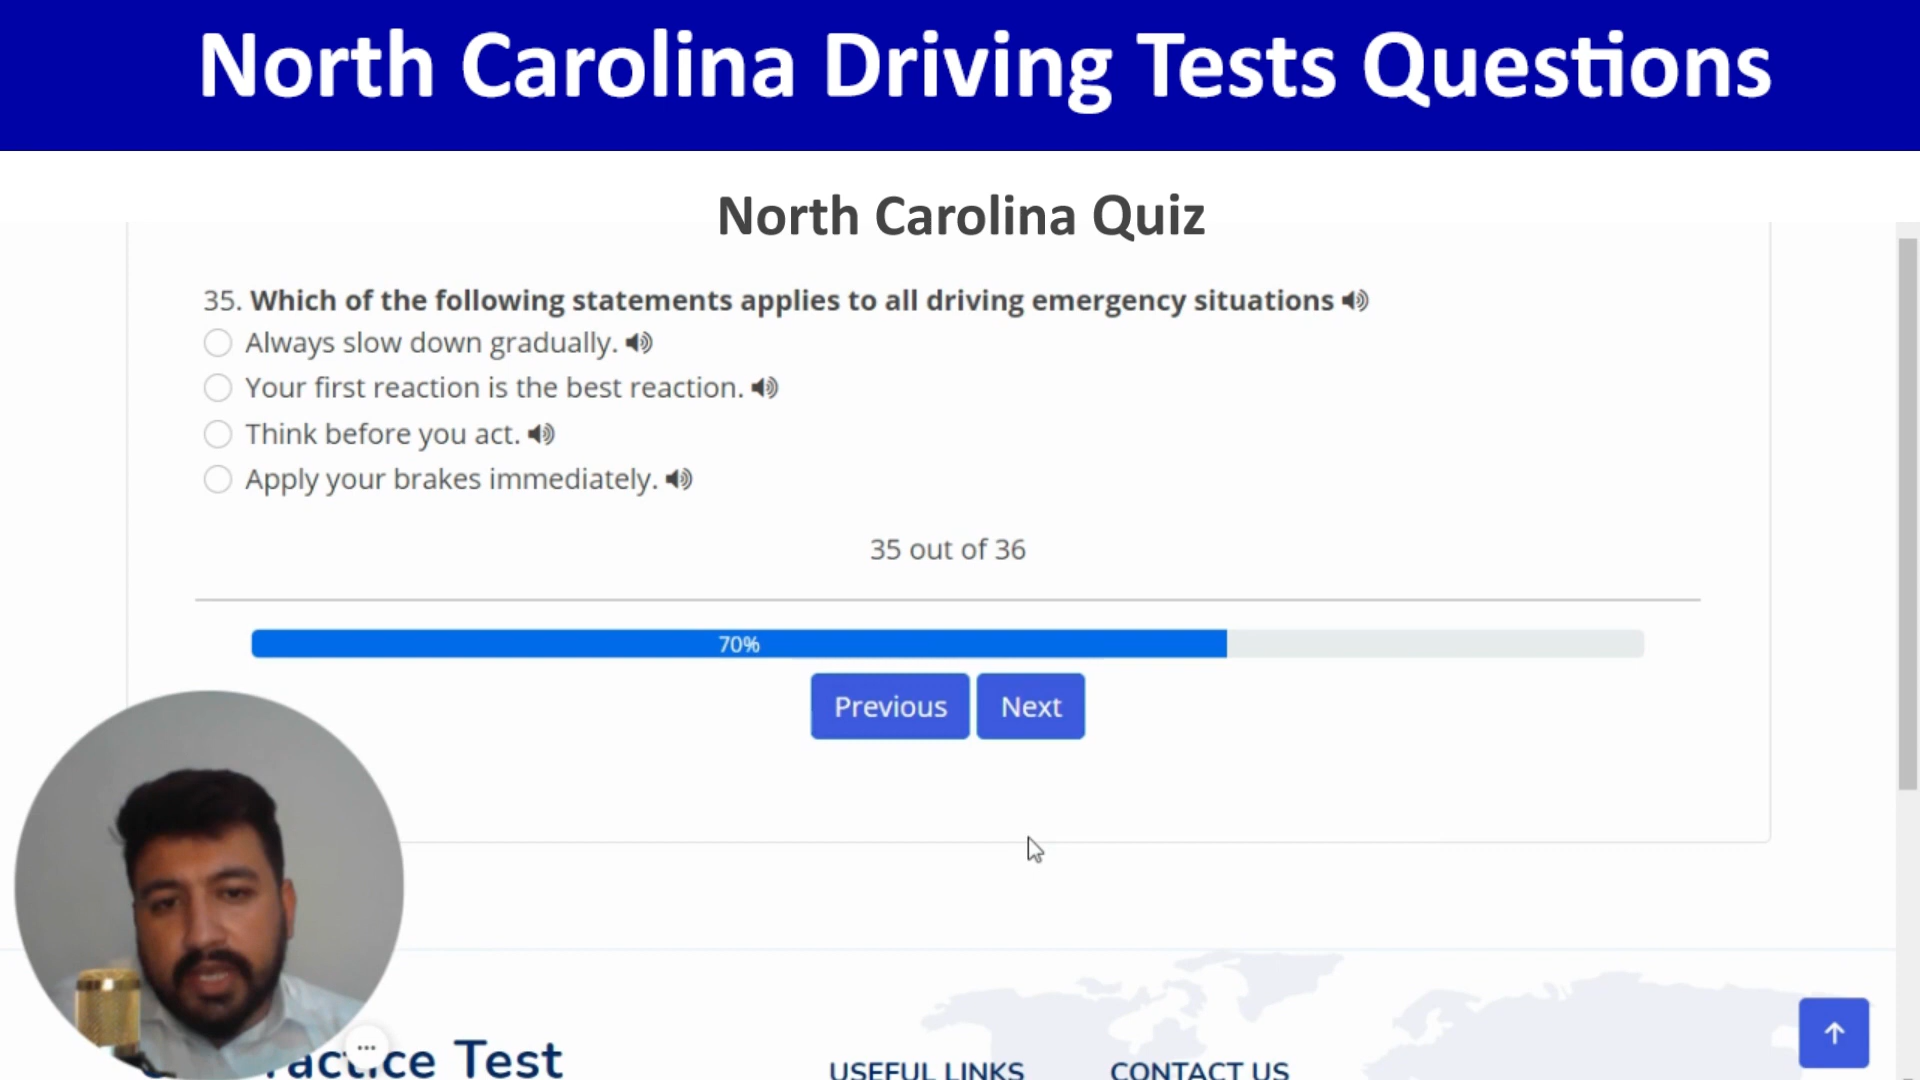 North Carolina Driving Tests Questions
North Carolina Quiz
35. Which of the following statements applies to all driving emergency situations
Always slow down gradually.
Your first reaction is the best reaction.
Think before you act.
Apply your brakes immediately.
35 out of 36
70%
Previous Next
Test
USEFUL LINKS
CONTACT US